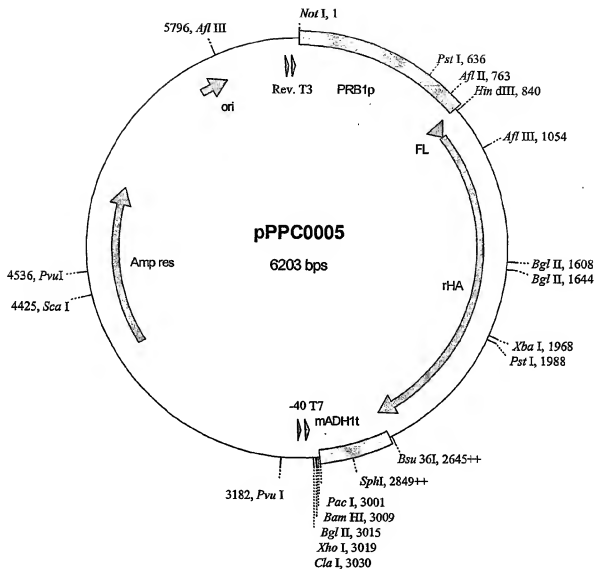 Not I, 1
5796, Afl III
Pst I, 636
Afl II, 763
Hin dIII, 840
Rev. T3
PRB1p
ori
FL
Afl III, 1054
pPPC0005
6203 bps
Amp res
rHA
4536, PvuI
4425, Sca I
Bgl II, 1608
Bgl II, 1644
Xba I, 1968
Pst I, 1988
-40 T7
mADH1t
Bsu 36I, 2645++
SphI, 2849++
3182, Pvu I
Pac I, 3001
Bam HI, 3009
Bgl II, 3015
Xho I, 3019
Cla I, 3030